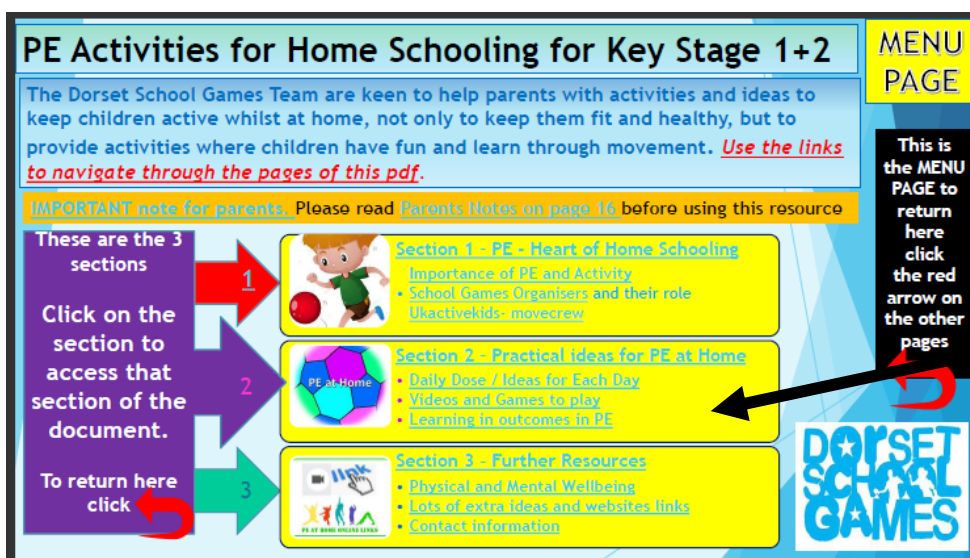 PE Activities for Home Schooling for Key Stage 1+2
MENU
PAGE
The Dorset School Games Team are keen to help parents with activities and ideas to
keep children active whilst at home, not only to keep them fit and healthy, but to
provide activities where children have fun and learn through movement. Use the links
to navigate through the pages of this pdf.
IMPORTANT note for parents. Please read Parents Notes on page 16 before using this resource
This is
the MENU
PAGE to
return
here
click
the red
arrow on
the other
pages
These are the 3
sections
Click on the
section to
access that
section of the
document.
To return here
click
1
Section 1 - PE - Heart of Home Schooling
Importance of PE and Activity
• School Games Organisers and their role
Ukactivekids- movecrew
2
PE at Home
Section 2 - Practical ideas for PE at Home
• Daily Dose / Ideas for Each Day
• Videos and Games to play
• Learning in outcomes in PE
3
link
PE AT HOME ONLINE LINKS
Section 3 - Further Resources
• Physical and Mental Wellbeing
• Lots of extra ideas and websites links
• Contact information
DORSET
SCHOOL
GAMES